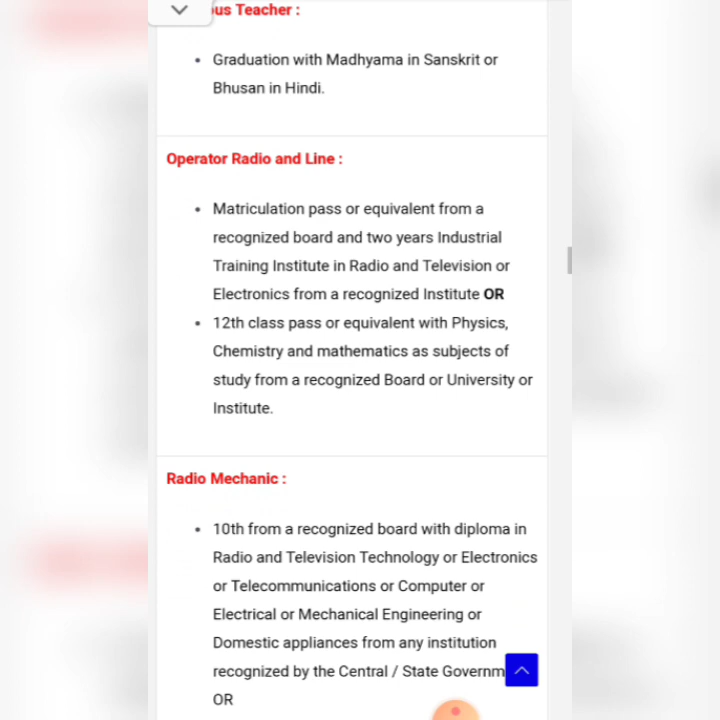 Teacher :
Graduation with Madhyama in Sanskrit or
Bhusan in Hindi.
Operator Radio and Line :
Matriculation pass or equivalent from a
recognized board and two years Industrial
Training Institute in Radio and Television or
Electronics from a recognized Institute OR
12th class pass or equivalent with Physics,
Chemistry and mathematics as subjects of
study from a recognized Board or University or
Institute.
Radio Mechanic :
10th from a recognized board with diploma in
Radio and Television Technology or Electronics
or Telecommunications or Computer or
Electrical or Mechanical Engineering or
Domestic appliances from any institution
recognized by the Central / State Governm
OR